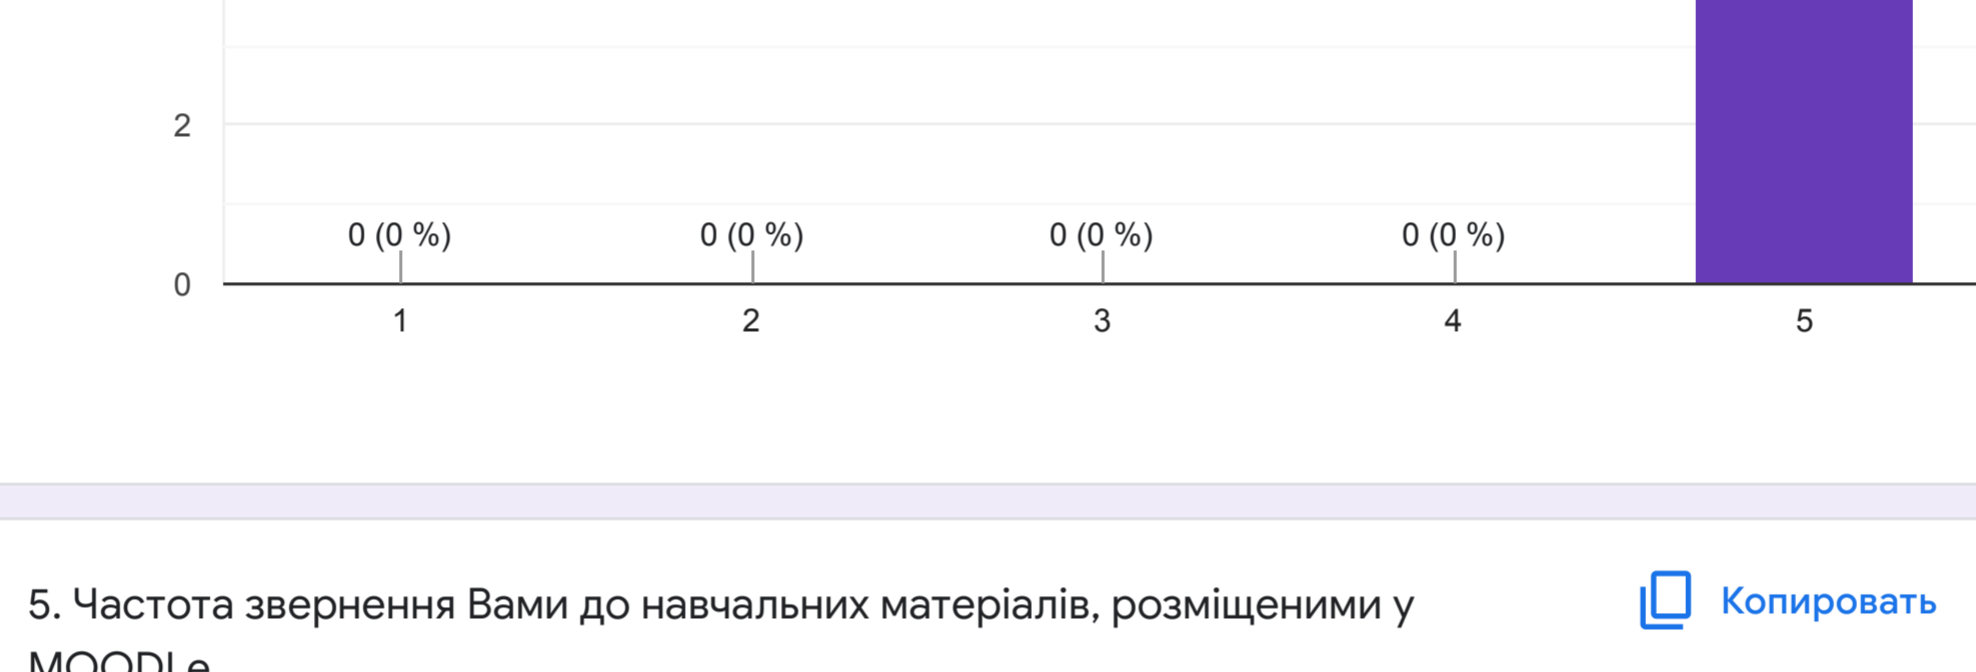 2
0 (0 %) 0 (0 %) 0 (0 %) 0 (0 %)
0
1 2 3 4 5
5. Частота звернення Вами до навчальних матеріалів, розміщеними у
Копировать
MOODLe